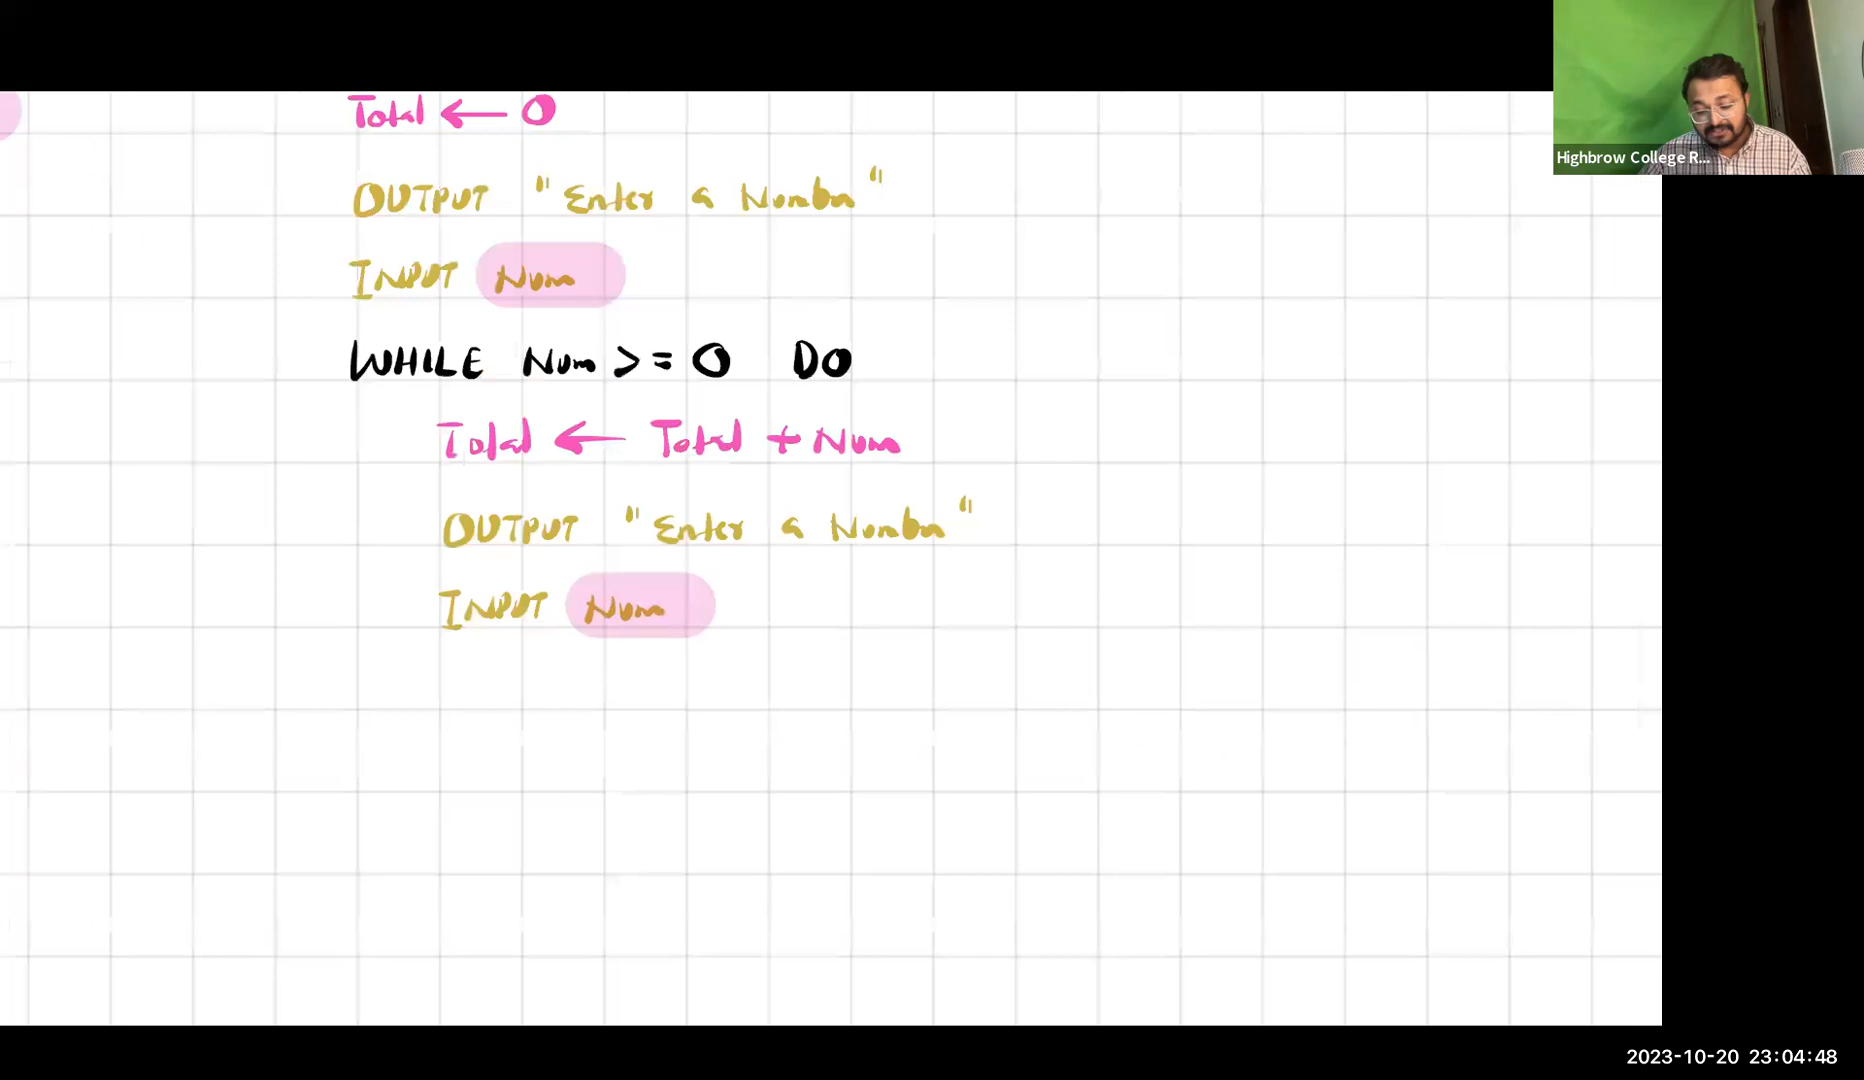 Total ← 0
OUTPUT "Enter a Number"
INPUT Num
WHILE Num >= 0 DO
Total ← Total + Num
OUTPUT "Enter a Number"
INPUT Num
Highbrow College R...
2023-10-20 23:04:48